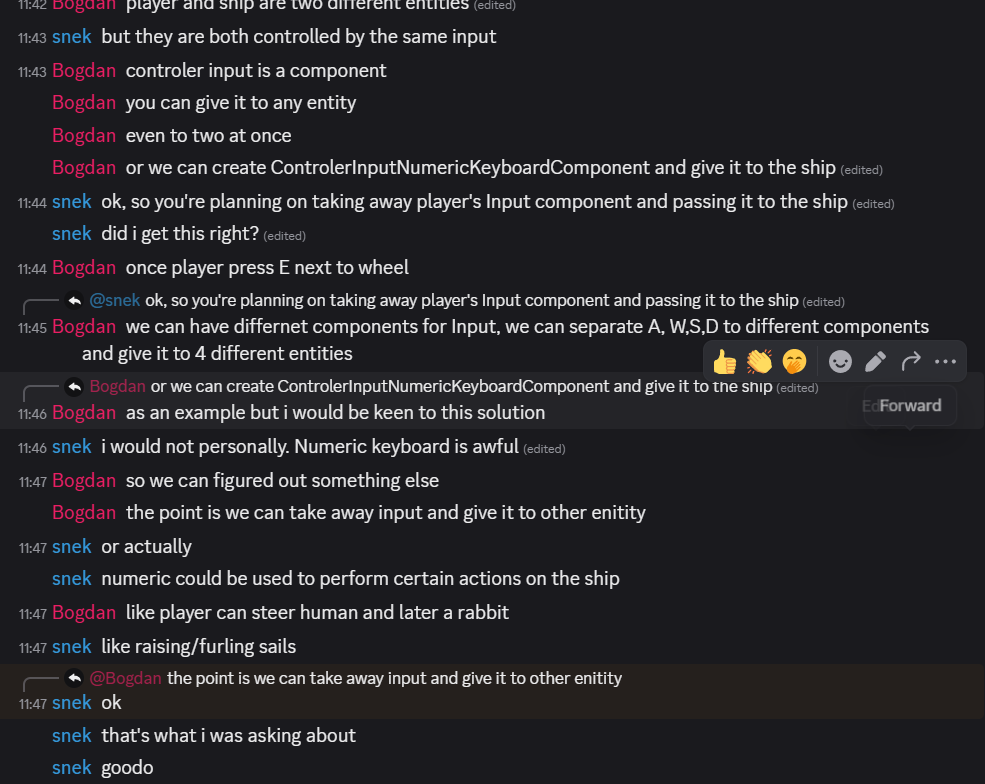 11:42 Bogdan player and ship are two different entities (edited)
11:43 snek but they are both controlled by the same input
11:43 Bogdan controler input is a component
Bogdan you can give it to any entity
Bogdan even to two at once
Bogdan or we can create ControlerInputNumericKeyboardComponent and give it to the ship (edited)
11:44 snek ok, so you're planning on taking away player's Input component and passing it to the ship (edited)
snek did i get this right? (edited)
11:44 Bogdan once player press E next to wheel
@snek ok, so you're planning on taking away player's Input component and passing it to the ship (edited)
11:45 Bogdan we can have differnet components for Input, we can separate A, W,S,D to different components
and give it to 4 different entities
Bogdan or we can create ControlerInputNumericKeyboardComponent and give it to the ship (edited)
11:46 Bogdan as an example but i would be keen to this solution
Forward
11:46 snek i would not personally. Numeric keyboard is awful (edited)
11:47 Bogdan so we can figured out something else
Bogdan the point is we can take away input and give it to other enitity
11:47 snek or actually
snek numeric could be used to perform certain actions on the ship
11:47 Bogdan like player can steer human and later a rabbit
11:47 snek like raising/furling sails
@Bogdan the point is we can take away input and give it to other enitity
11:47 snek ok
snek that's what i was asking about
snek goodo